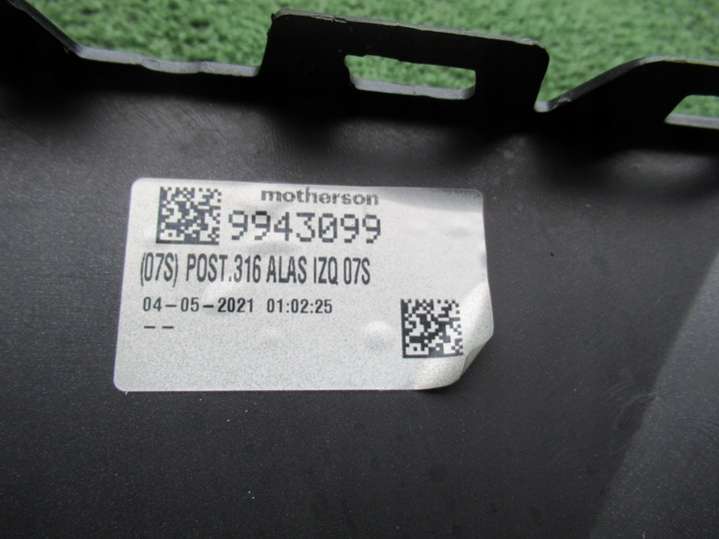 motherson
9943099
(07S) POST.316 ALAS IZQ 07S
04-05-2021 01:02:25
--